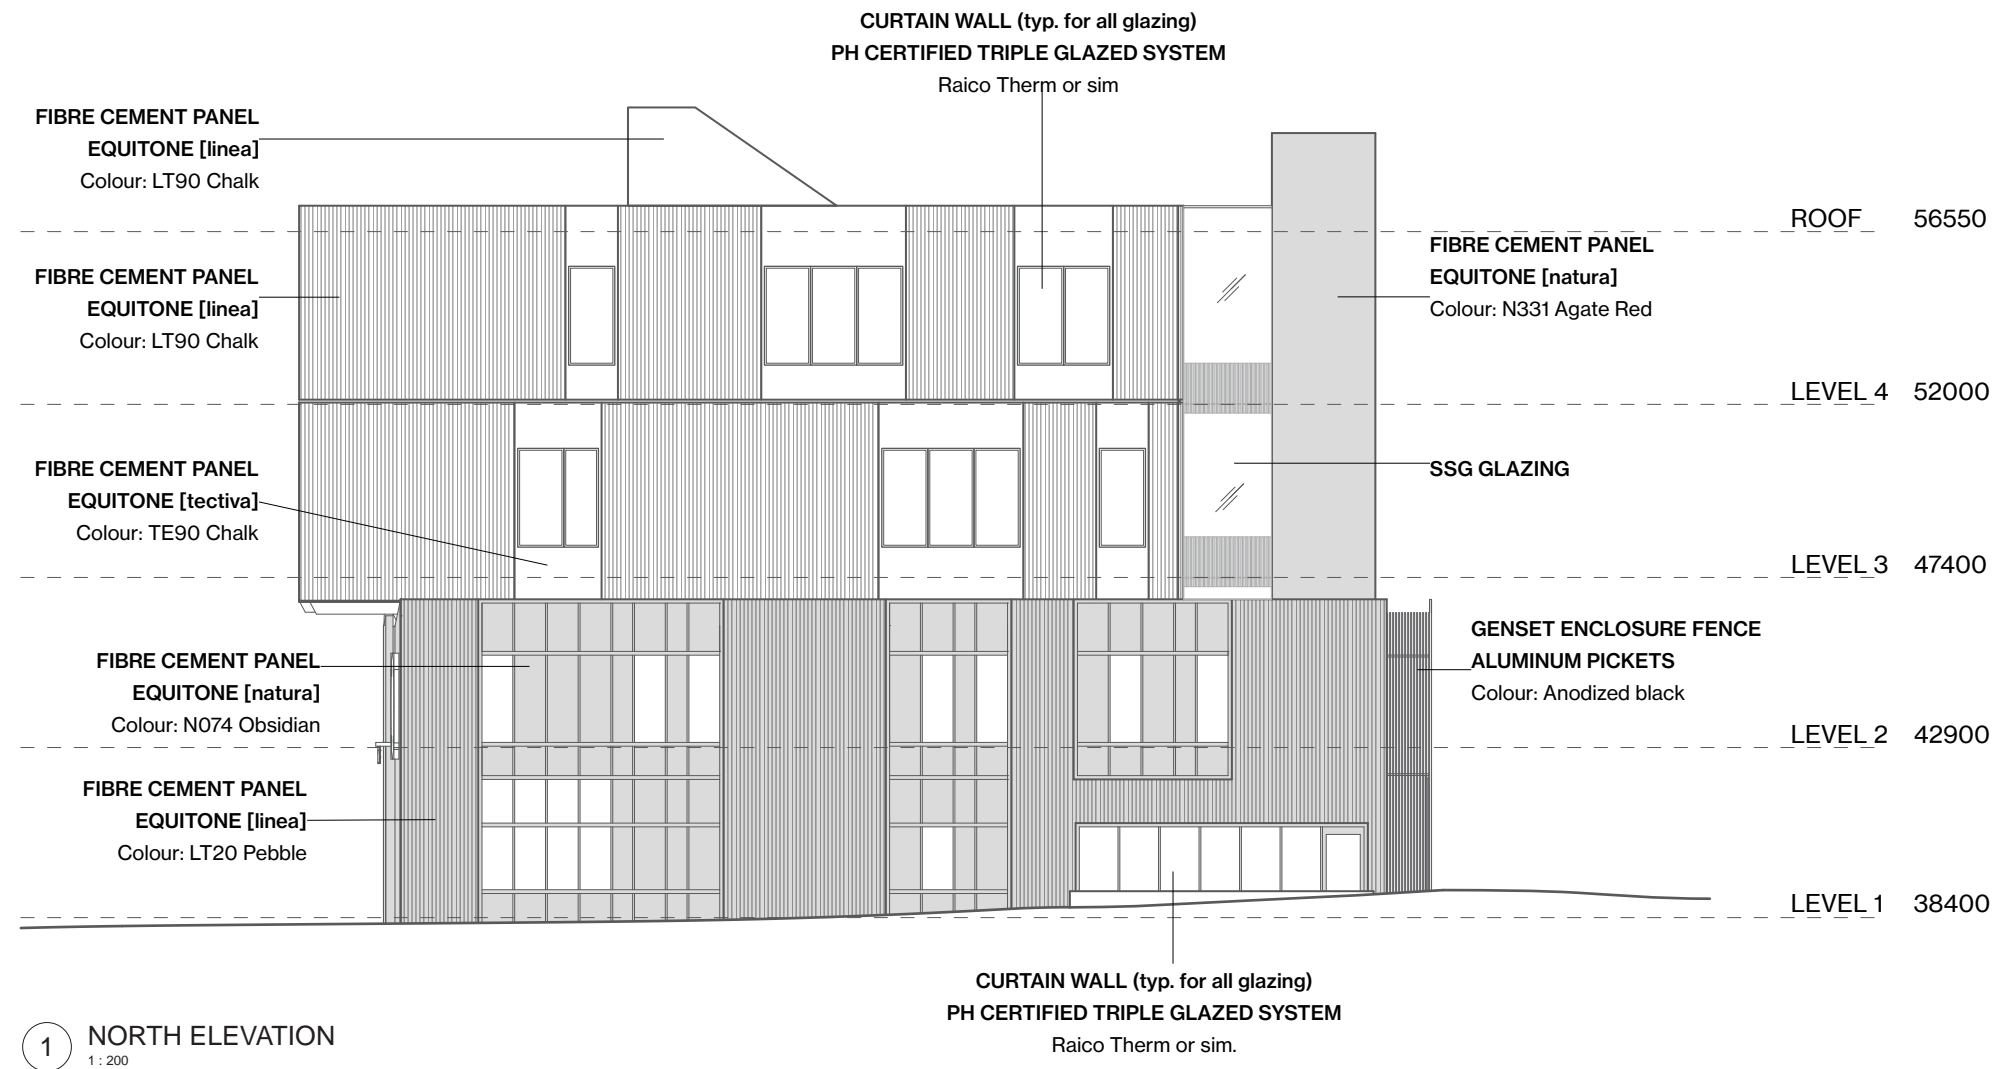 CURTAIN WALL (typ. for all glazing)
PH CERTIFIED TRIPLE GLAZED SYSTEM
Raico Therm or sim
FIBRE CEMENT PANEL
EQUITONE [linea]
Colour: LT90 Chalk
ROOF 56550
FIBRE CEMENT PANEL
EQUITONE [natura]
Colour: N331 Agate Red
FIBRE CEMENT PANEL
EQUITONE [linea]
Colour: LT90 Chalk
LEVEL 4 52000
FIBRE CEMENT PANEL
EQUITONE [tectiva]
Colour: TE90 Chalk
SSG GLAZING
LEVEL 3 47400
GENSET ENCLOSURE FENCE
ALUMINUM PICKETS
Colour: Anodized black
FIBRE CEMENT PANEL
EQUITONE [natura]
Colour: N074 Obsidian
LEVEL 2 42900
FIBRE CEMENT PANEL
EQUITONE [linea]
Colour: LT20 Pebble
LEVEL 1 38400
CURTAIN WALL (typ. for all glazing)
PH CERTIFIED TRIPLE GLAZED SYSTEM
Raico Therm or sim.
1 NORTH ELEVATION
1 : 200